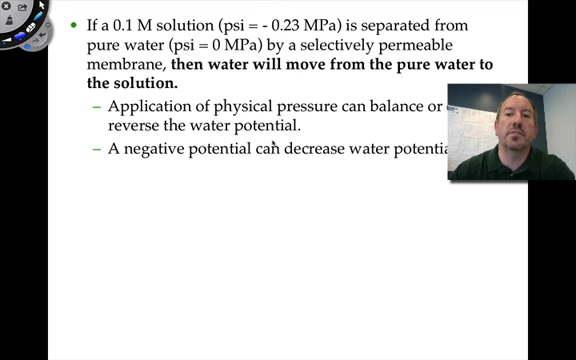 • If a 0.1 M solution (psi = - 0.23 MPa) is separated from
pure water (psi = 0 MPa) by a selectively permeable
membrane, then water will move from the pure water to
the solution.
– Application of physical pressure can balance or
reverse the water potential.
– A negative potential can decrease water